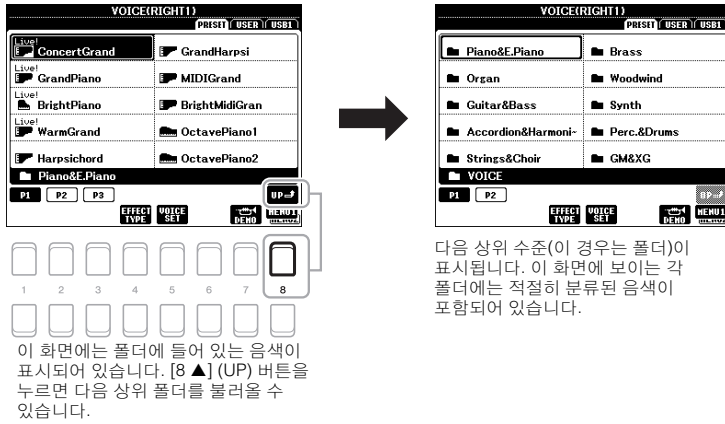 VOICE(RIGHT1)
PRESET USER USB1
Live! ConcertGrand GrandHarpsi
Live! GrandPiano MIDIGrand
Live! BrightPiano BrightMidiGran
Live! WarmGrand OctavePiano1
Harpsichord OctavePiano2
Piano&E.Piano
P1 P2 P3 UP
EFFECT TYPE VOICE SET DEMO MENU1
1 2 3 4 5 6 7 8
이 화면에는 폴더에 들어 있는 음색이
표시되어 있습니다. [8 ▲] (UP) 버튼을
누르면 다음 상위 폴더를 불러올 수
있습니다.
VOICE(RIGHT1)
PRESET USER USB1
Piano&E.Piano Brass
Organ Woodwind
Guitar&Bass Synth
Accordion&Harmoni~ Perc.&Drums
Strings&Choir GM&XG
VOICE
P1 P2 UP
EFFECT TYPE VOICE SET DEMO MENU1
다음 상위 수준(이 경우는 폴더)이
표시됩니다. 이 화면에 보이는 각
폴더에는 적절히 분류된 음색이
포함되어 있습니다.